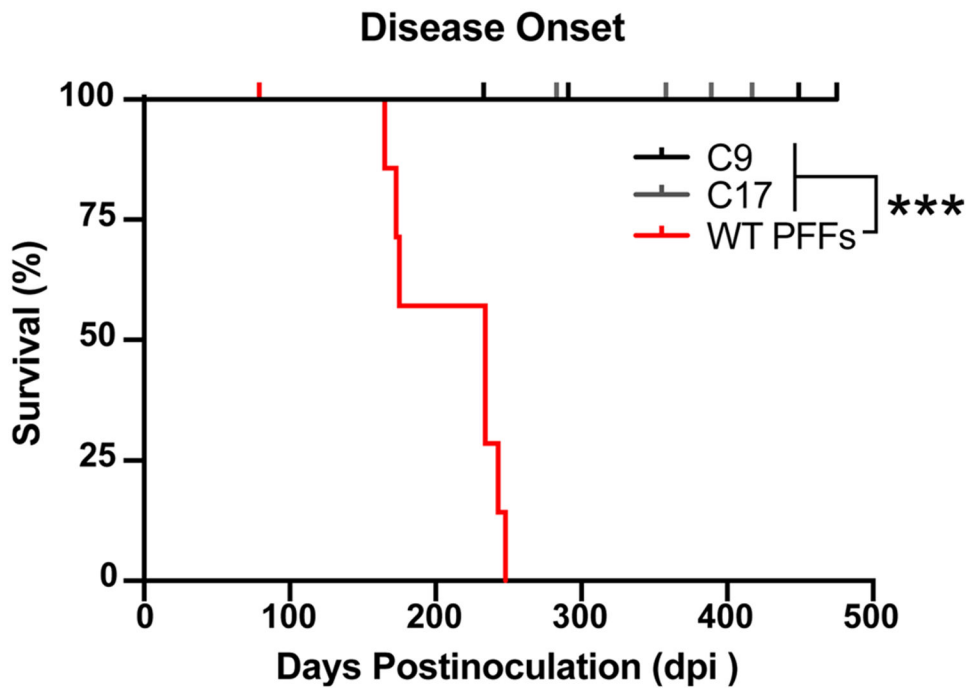 Disease Onset
100
75
50
25
0
Survival (%)
C9
C17
WT PFFs
***
0 100 200 300 400 500
Days Postinoculation (dpi )